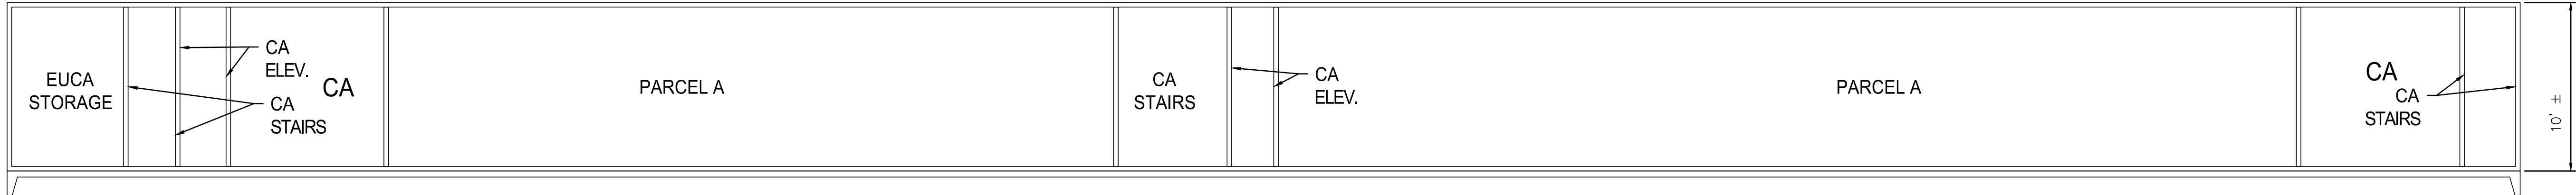 EUCA
STORAGE
CA
ELEV.
CA
STAIRS
CA
PARCEL A
CA
STAIRS
CA
ELEV.
PARCEL A
CA
CA
STAIRS
10' ±